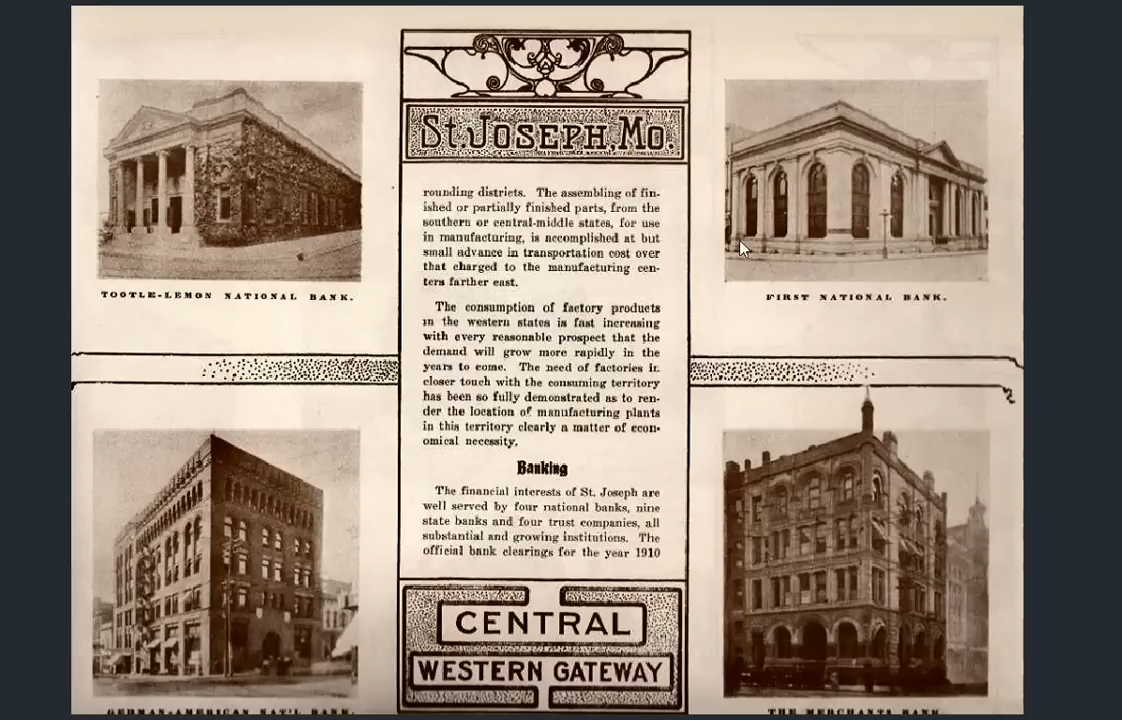 St. Joseph, Mo.
TOOTLE-LEMON NATIONAL BANK.
FIRST NATIONAL BANK.
rounding districts. The assembling of fin-
ished or partially finished parts, from the
southern or central-middle states, for use
in manufacturing, is accomplished at but
small advance in transportation cost over
that charged to the manufacturing cen-
ters farther east.
The consumption of factory products
in the western states is fast increasing
with every reasonable prospect that the
demand will grow more rapidly in the
years to come. The need of factories in
closer touch with the consuming territory
has been so fully demonstrated as to ren-
der the location of manufacturing plants
in this territory clearly a matter of econ-
omical necessity.
Banking
The financial interests of St. Joseph are
well served by four national banks, nine
state banks and four trust companies, all
substantial and growing institutions. The
official bank clearings for the year 1910
CENTRAL
WESTERN GATEWAY
GERMAN-AMERICAN NAT'L BANK.
THE MERCHANTS BANK.